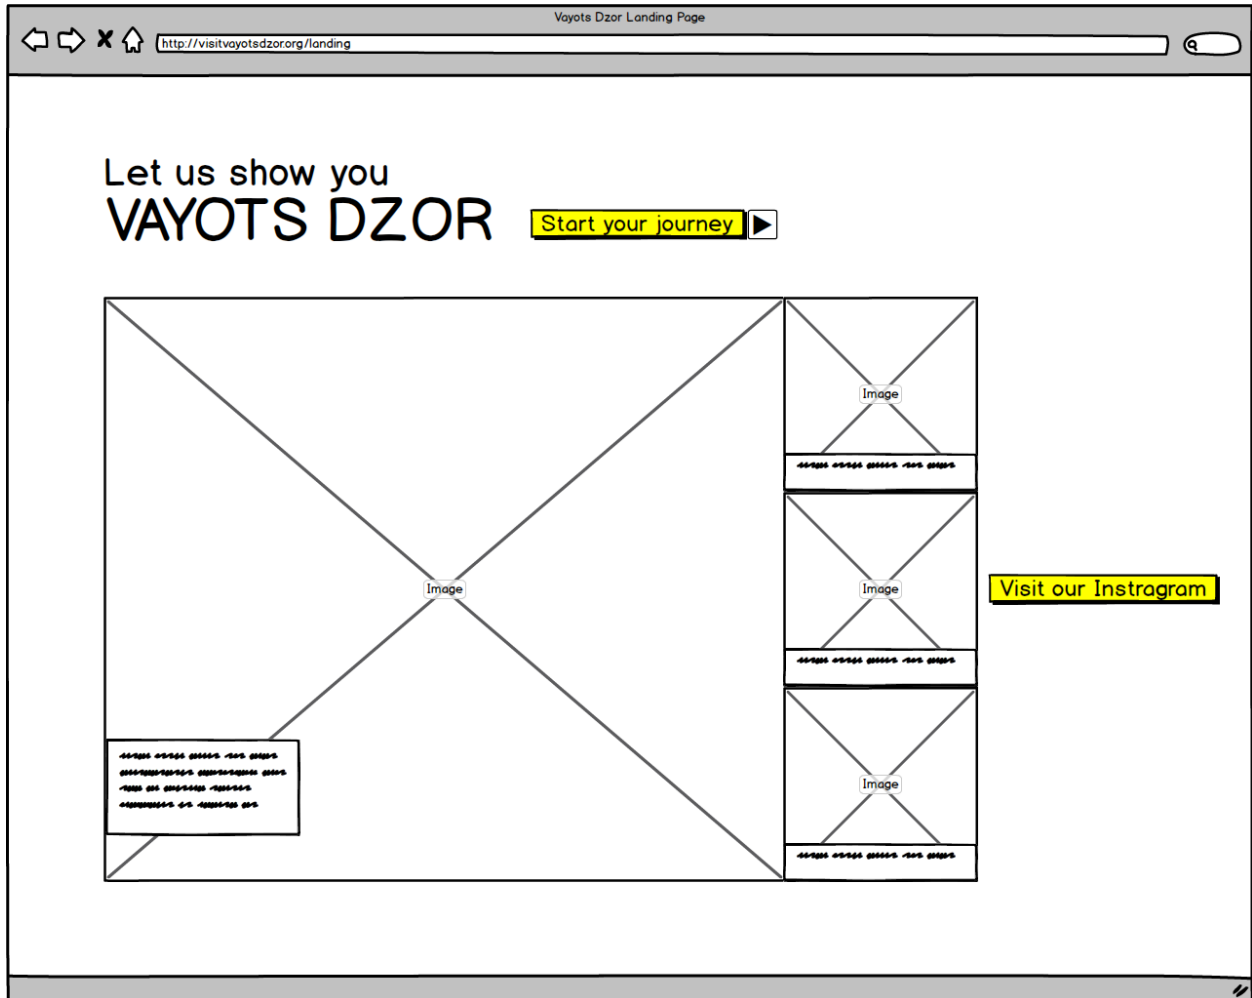 Vayots Dzor Landing Page
http://visitvayotsdzor.org/landing
Let us show you
VAYOTS DZOR
Start your journey
Image
Image
Image
Visit our Instragram
Image